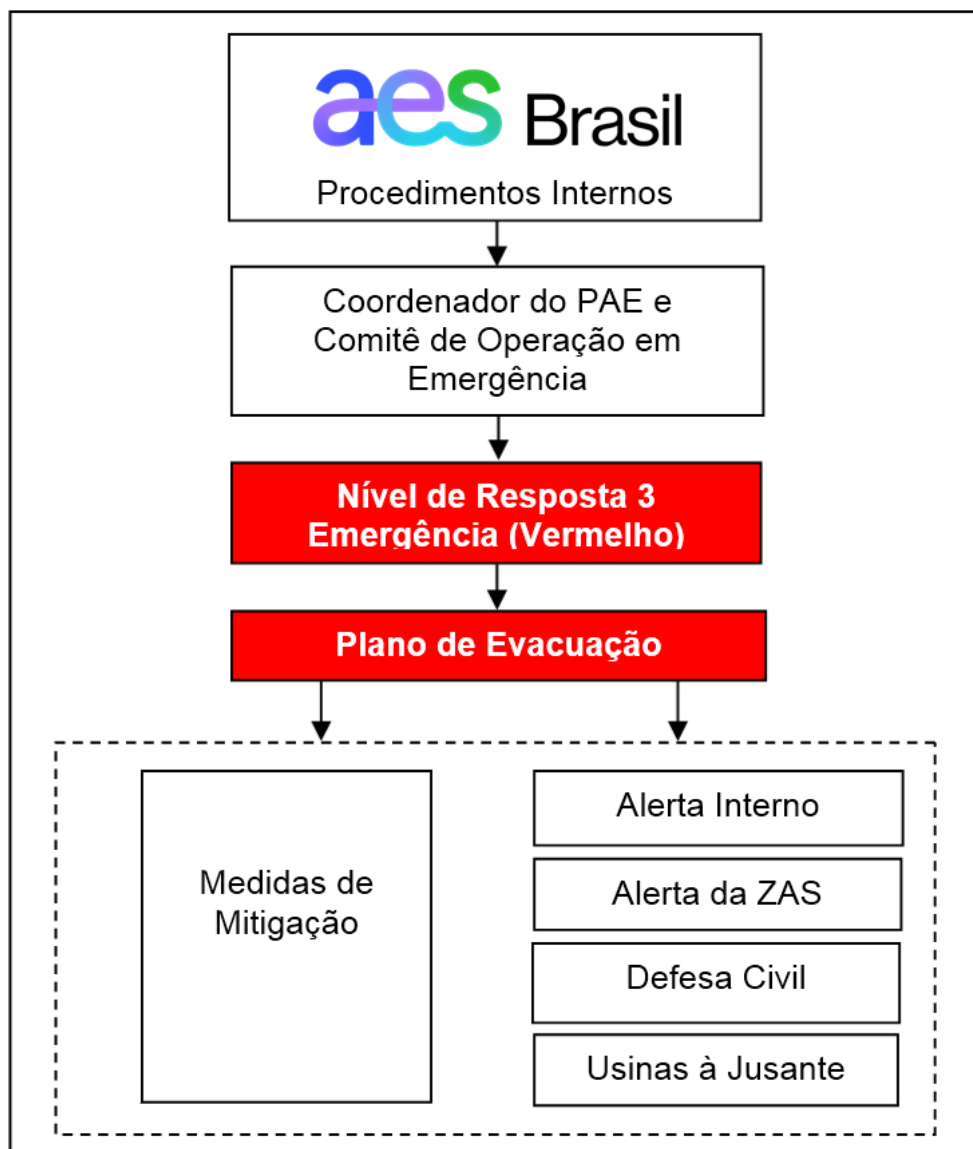 aes Brasil
Procedimentos Internos
Coordenador do PAE e
Comitê de Operação em
Emergência
Nível de Resposta 3
Emergência (Vermelho)
Plano de Evacuação
Medidas de
Mitigação
Alerta Interno
Alerta da ZAS
Defesa Civil
Usinas à Jusante